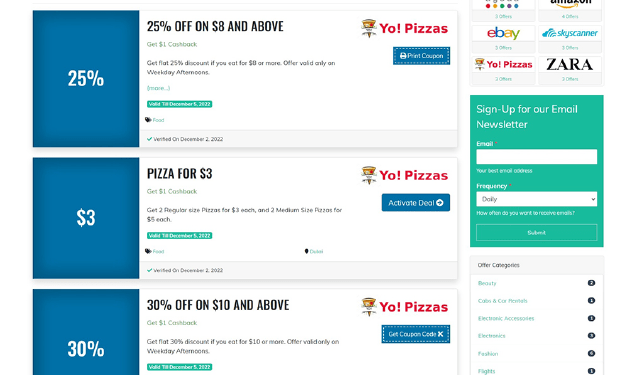 25%
25% OFF ON $8 AND ABOVE
Get $1 Cashback
Get flat 25% discount if you eat for $8 or more. Offer valid only on
Weekday Afternoons.
(more…)
Valid Till December 5, 2022
Food
Verified On December 2, 2022
Yo! Pizzas
Print Coupon
$3
PIZZA FOR $3
Get $1 Cashback
Get 2 Regular size Pizzas for $3 each, and 2 Medium Size Pizzas for
$5 each.
Valid Till December 5, 2022
Food
Dubai
Verified On December 2, 2022
Yo! Pizzas
Activate Deal
30%
30% OFF ON $10 AND ABOVE
Get $1 Cashback
Get flat 30% discount if you eat for $10 or more. Offer valid only on
Weekday Afternoons.
Valid Till December 5, 2022
Yo! Pizzas
Get Coupon Code
amazon
4 Offers
ebay
2 Offers
skyscanner
3 Offers
Yo! Pizzas
3 Offers
ZARA
3 Offers
Sign-Up for our Email
Newsletter
Email *
Your best email address
Frequency *
Daily
How often do you want to receive emails?
Submit
Offer Categories
Beauty 2
Cabs & Car Rentals 1
Electronic Accessories 1
Electronics
Fashion
Flights 1